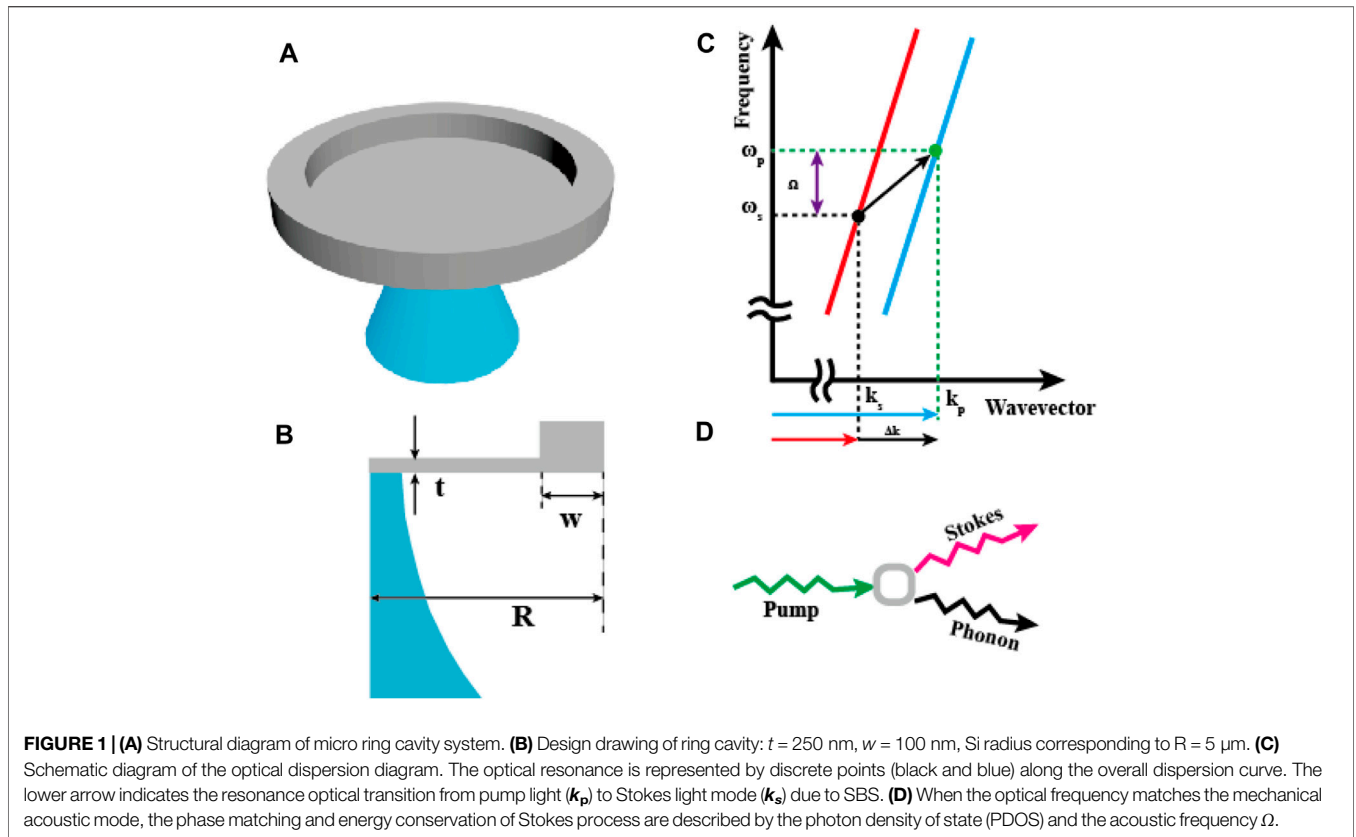 A
B
t
w
R
C
Frequency
ωp
Ω
ωs
ks
kp
Wavevector
Δk
D
Pump
Stokes
Phonon
FIGURE 1 | (A) Structural diagram of micro ring cavity system. (B) Design drawing of ring cavity: t = 250 nm, w = 100 nm, Si radius corresponding to R = 5 μm. (C)
Schematic diagram of the optical dispersion diagram. The optical resonance is represented by discrete points (black and blue) along the overall dispersion curve. The
lower arrow indicates the resonance optical transition from pump light (kp) to Stokes light mode (ks) due to SBS. (D) When the optical frequency matches the mechanical
acoustic mode, the phase matching and energy conservation of Stokes process are described by the photon density of state (PDOS) and the acoustic frequency Ω.